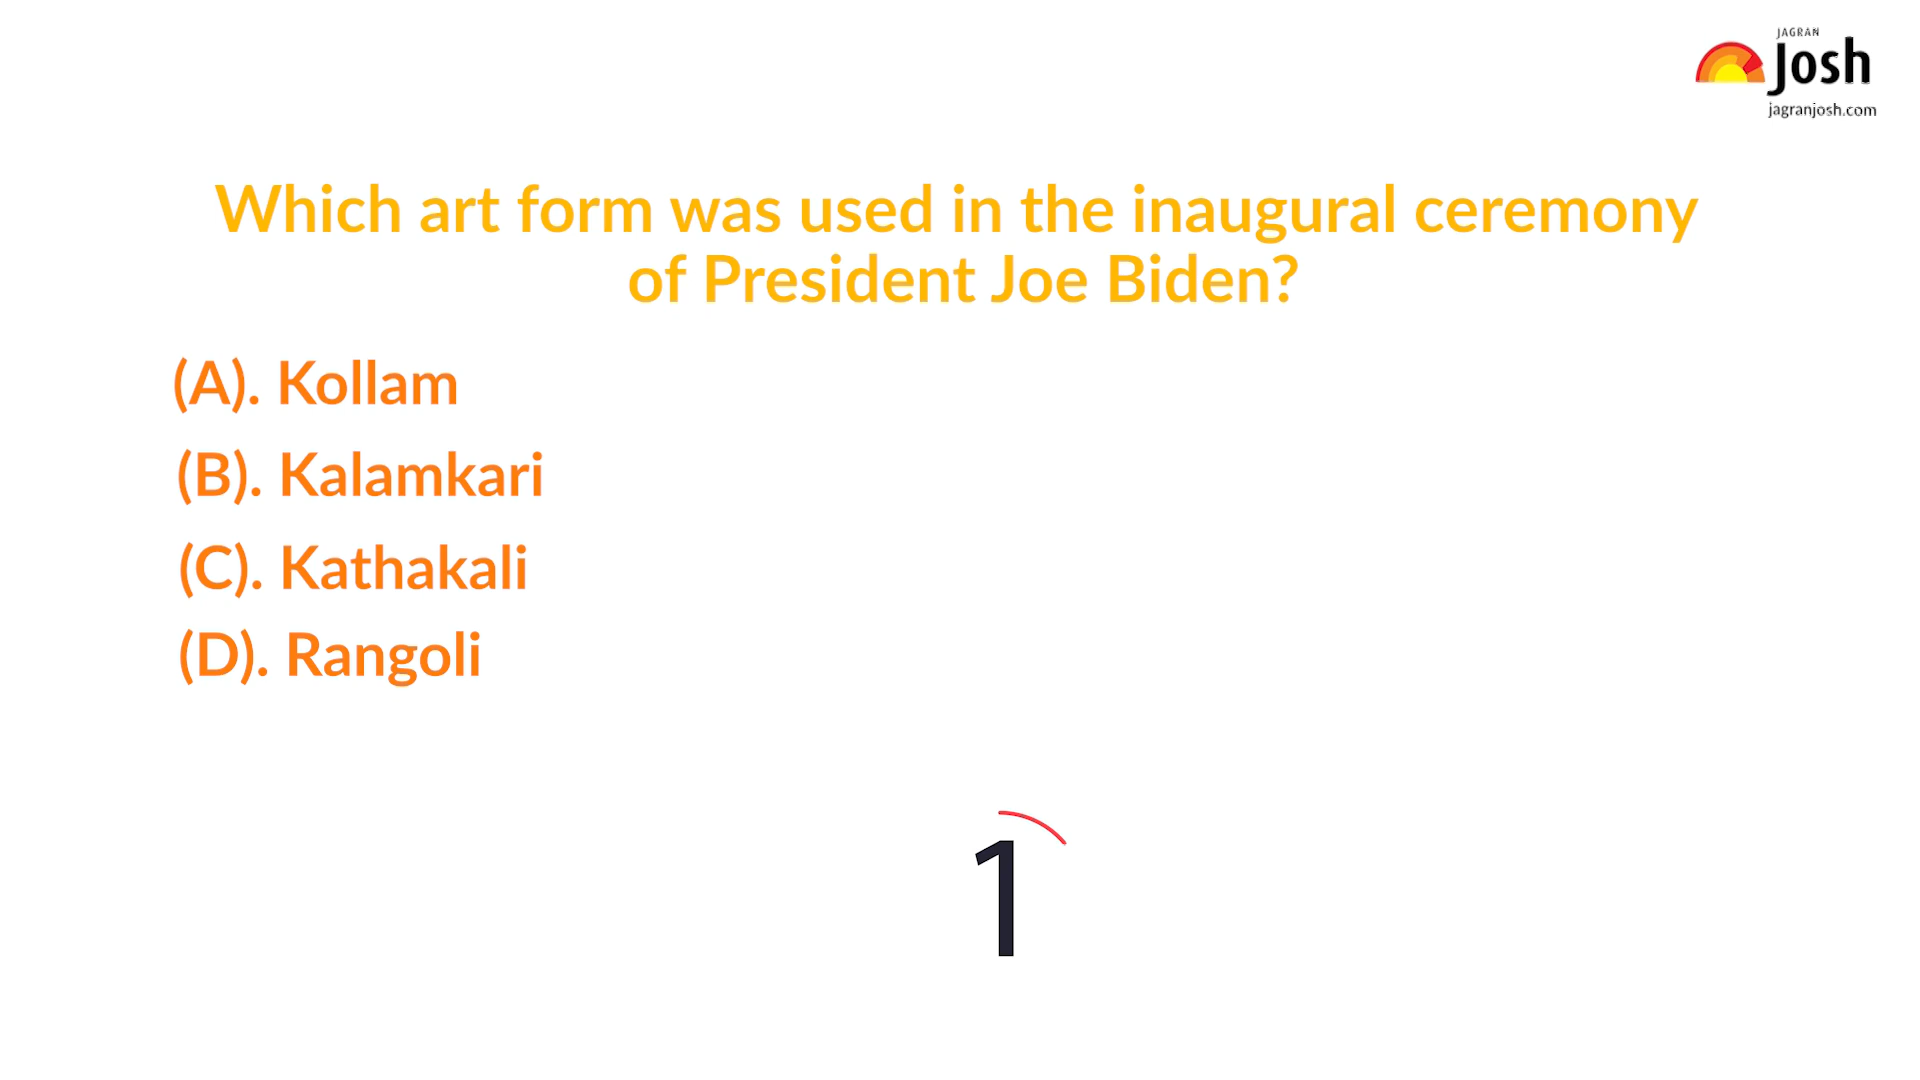 JAGRAN
Josh
jagranjosh.com
Which art form was used in the inaugural ceremony
of President Joe Biden?
(A). Kollam
(B). Kalamkari
(C). Kathakali
(D). Rangoli
1